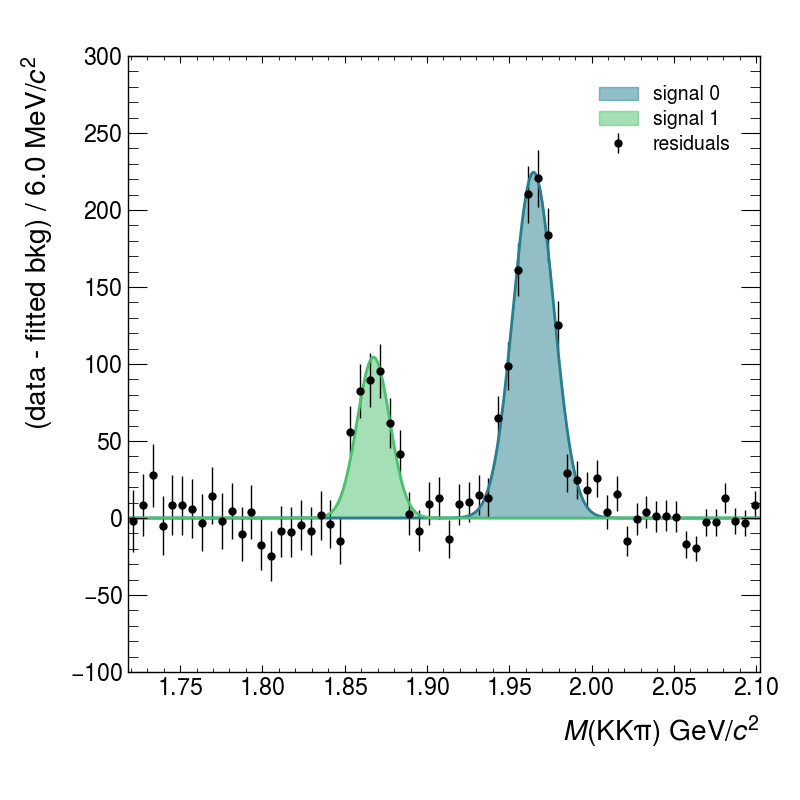 (data - fitted bkg) / 6.0 MeV/c²
300
250
200
150
100
50
0
−50
−100
signal 0
signal 1
residuals
1.75 1.80 1.85 1.90 1.95 2.00 2.05 2.10
M(KKπ) GeV/c²